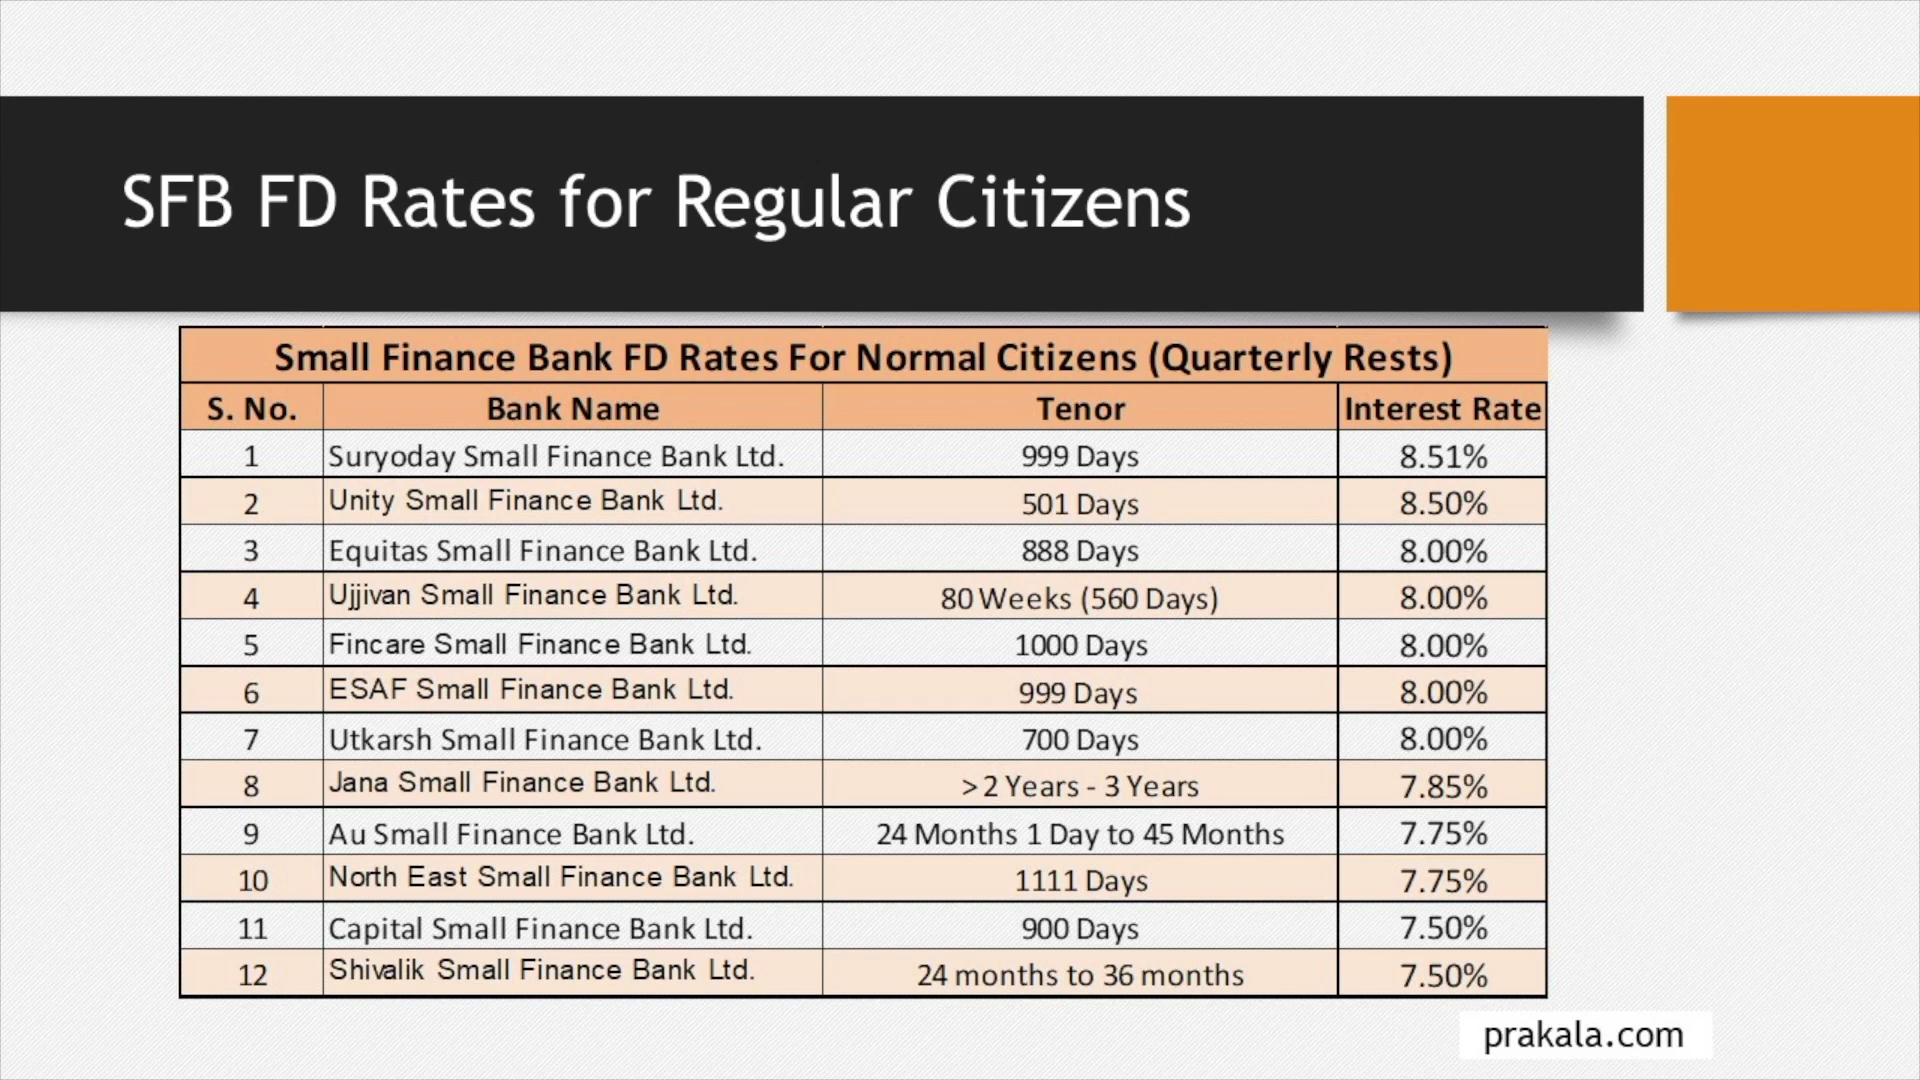 SFB FD Rates for Regular Citizens
Small Finance Bank FD Rates For Normal Citizens (Quarterly Rests)
S. No. Bank Name Tenor Interest Rate
1 Suryoday Small Finance Bank Ltd. 999 Days 8.51%
2 Unity Small Finance Bank Ltd. 501 Days 8.50%
3 Equitas Small Finance Bank Ltd. 888 Days 8.00%
4 Ujjivan Small Finance Bank Ltd. 80 Weeks (560 Days) 8.00%
5 Fincare Small Finance Bank Ltd. 1000 Days 8.00%
6 ESAF Small Finance Bank Ltd. 999 Days 8.00%
7 Utkarsh Small Finance Bank Ltd. 700 Days 8.00%
8 Jana Small Finance Bank Ltd. >2 Years - 3 Years 7.85%
9 Au Small Finance Bank Ltd. 24 Months 1 Day to 45 Months 7.75%
10 North East Small Finance Bank Ltd. 1111 Days 7.75%
11 Capital Small Finance Bank Ltd. 900 Days 7.50%
12 Shivalik Small Finance Bank Ltd. 24 months to 36 months 7.50%
prakala.com